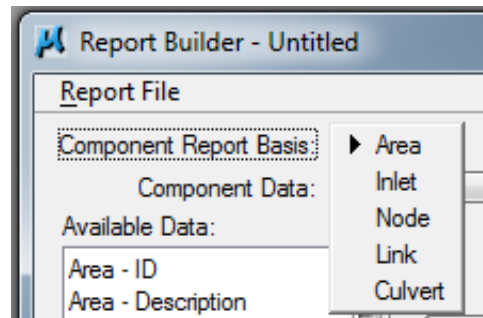 Report Builder - Untitled
Report File
Component Report Basis: Area
Component Data: Inlet
Node
Available Data:
Link
Area - ID
Culvert
Area - Description